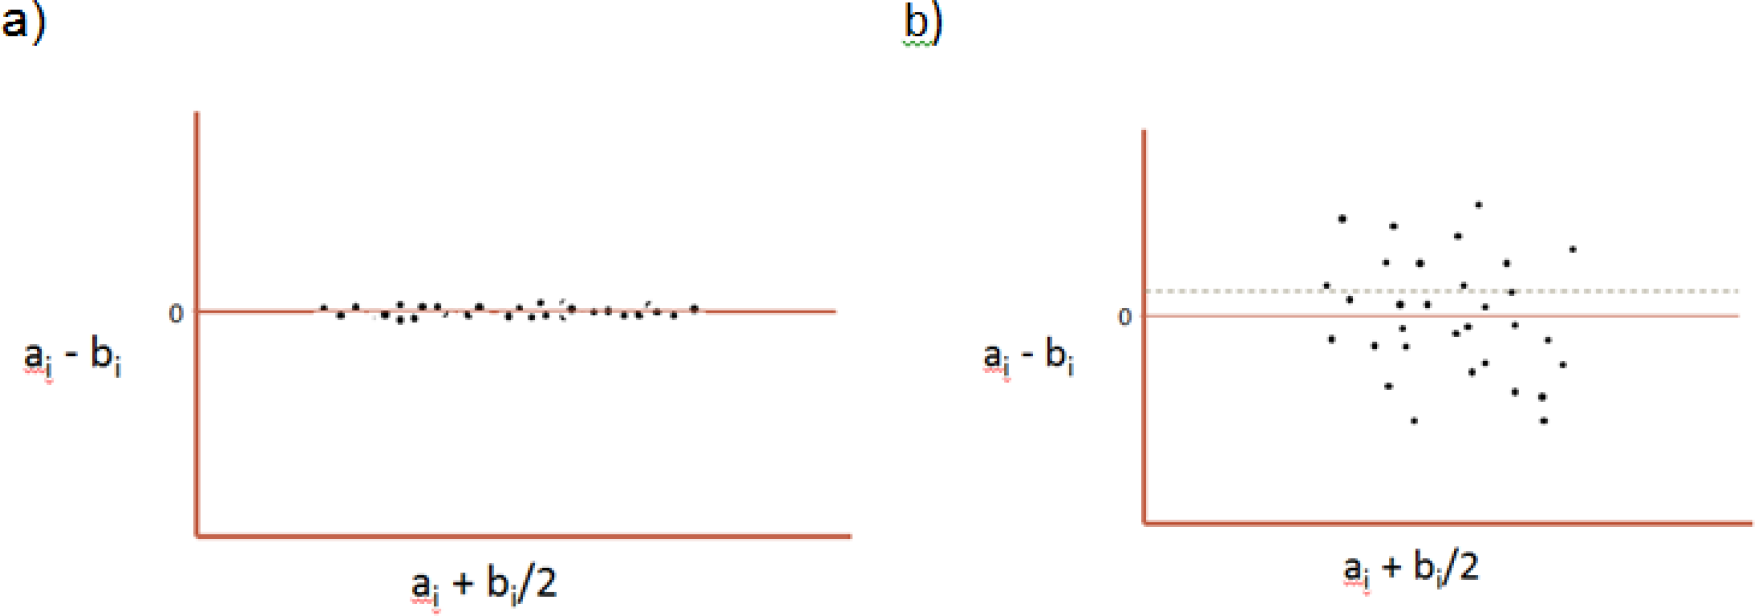 a)
0
aᵢ - bᵢ
aᵢ + bᵢ/2
b)
0
aᵢ - bᵢ
aᵢ + bᵢ/2